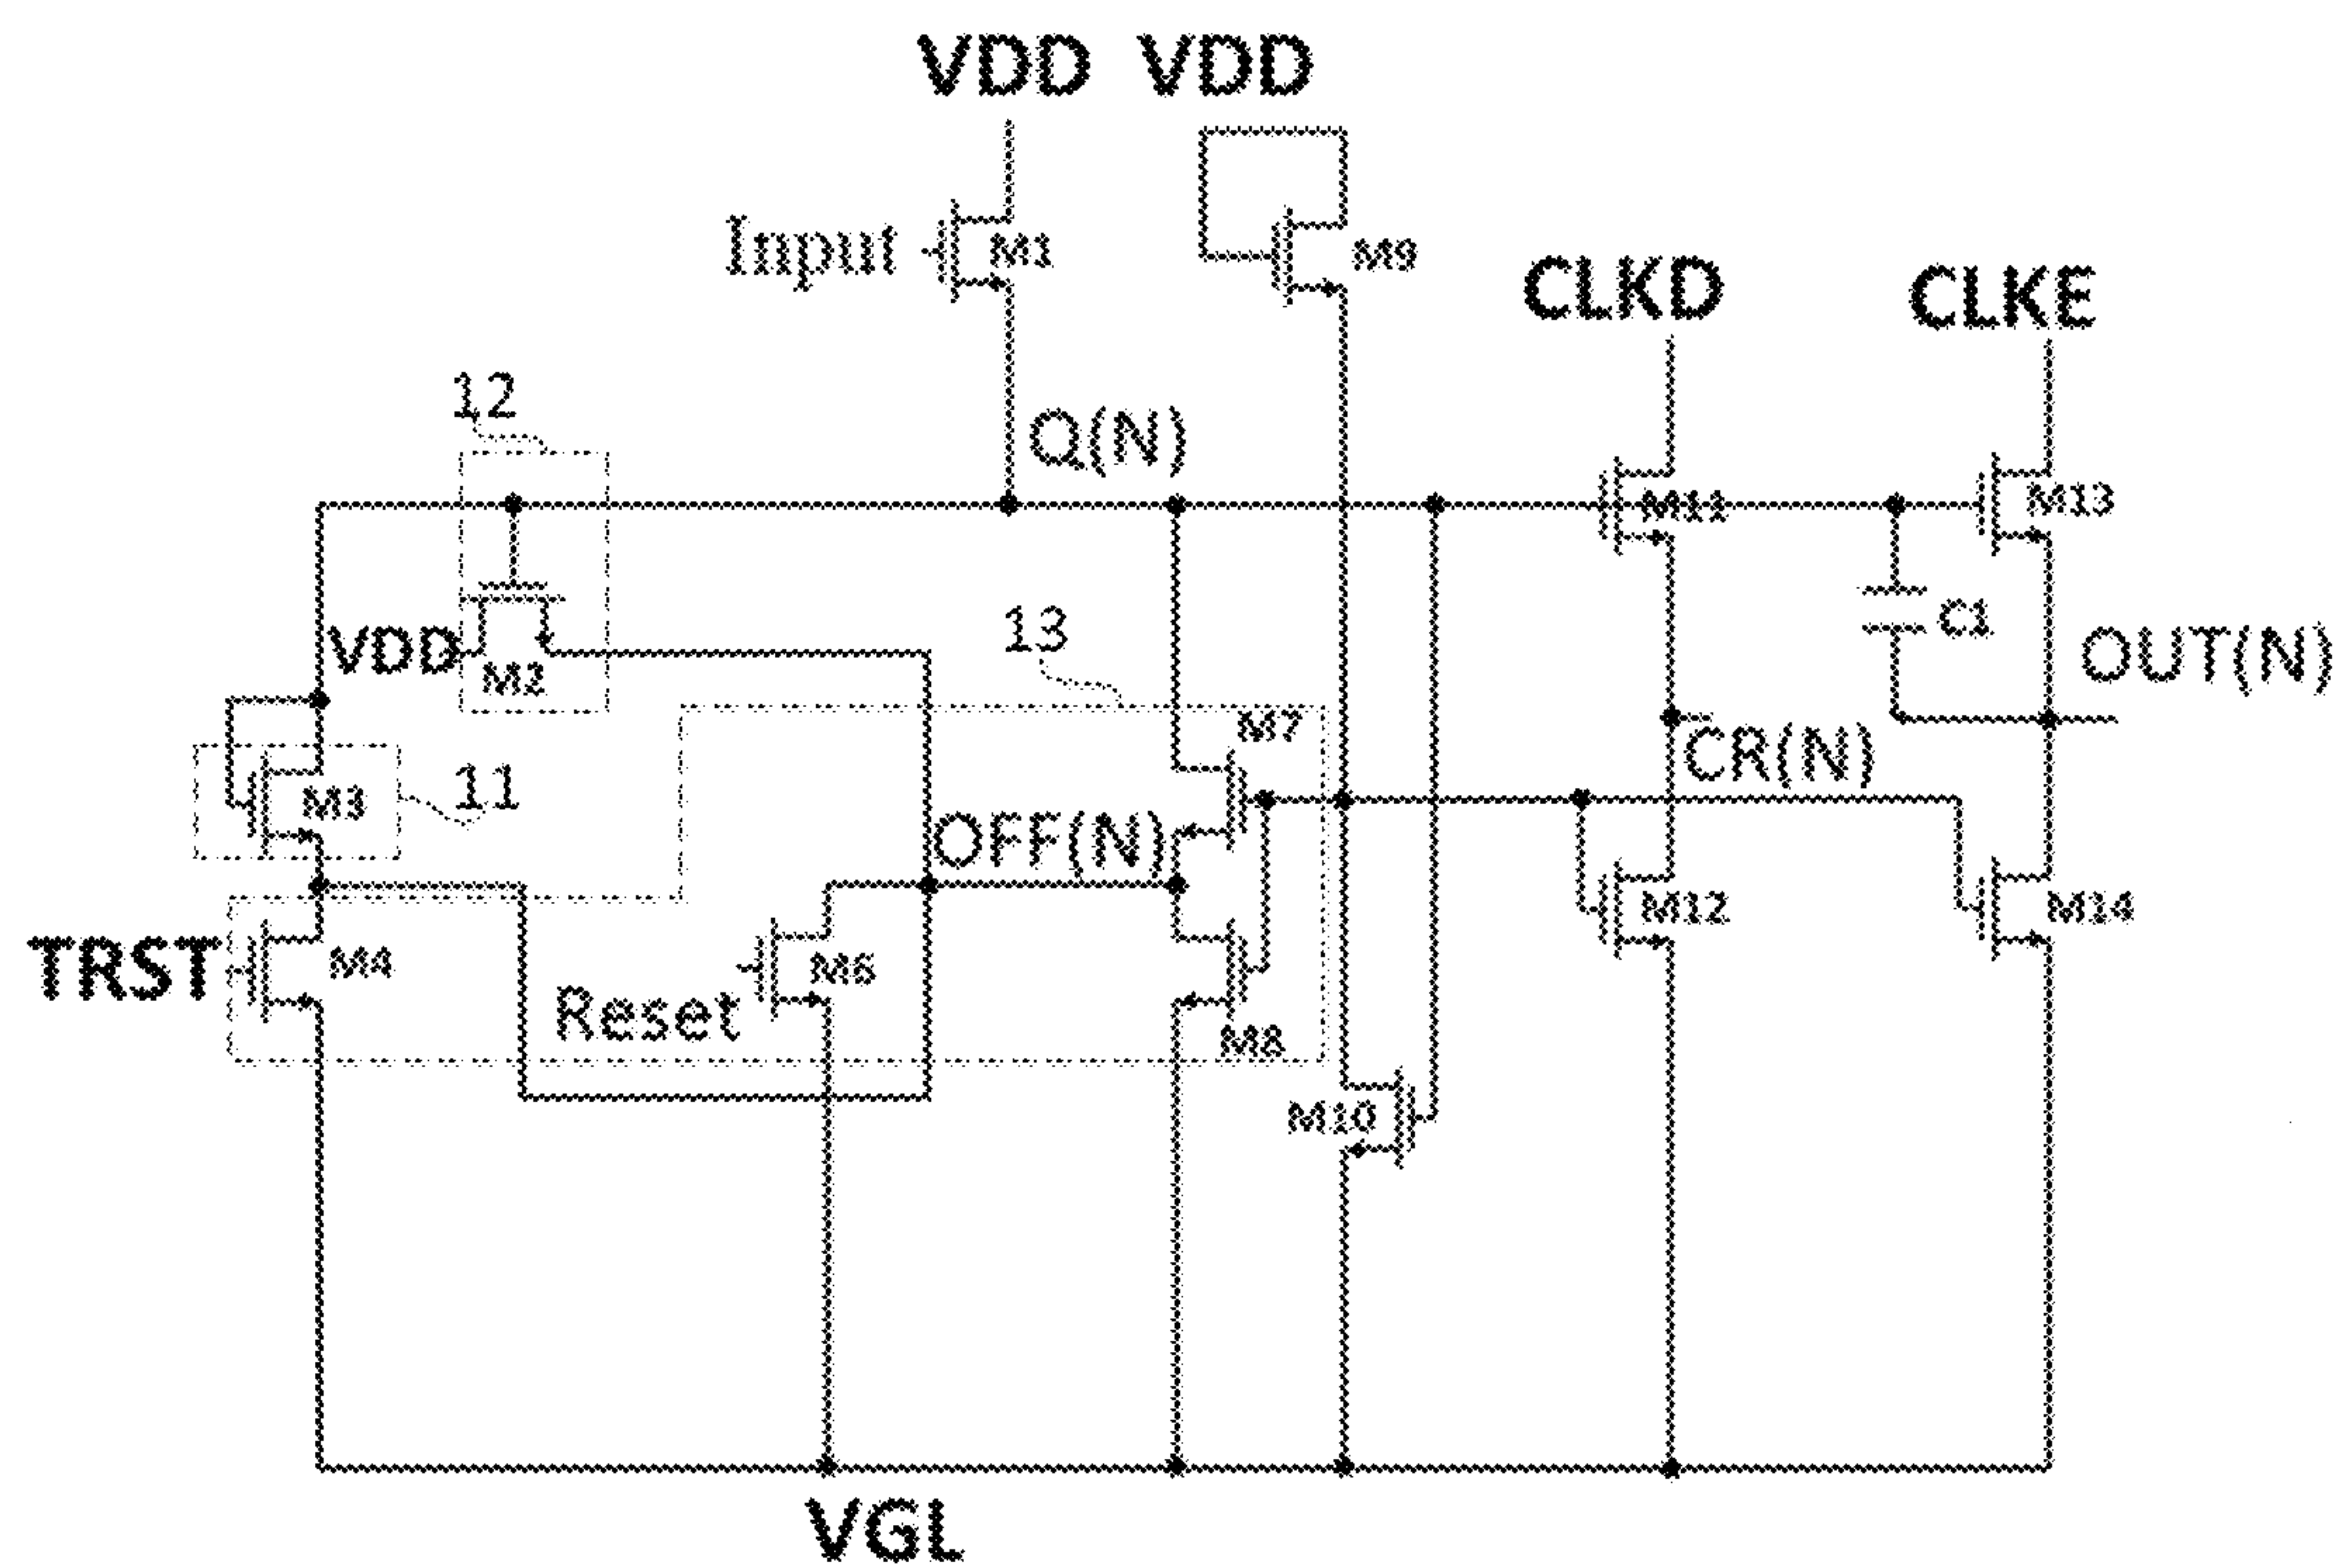 VDD VDD
Input
M1
M9
CLKD
CLKE
12
Q(N)
M11
M13
C1
VDD
M2
13
OUT(N)
M7
CR(N)
M3
11
OFF(N)
TRST
M4
M6
M12
M14
Reset
M8
M10
VGL